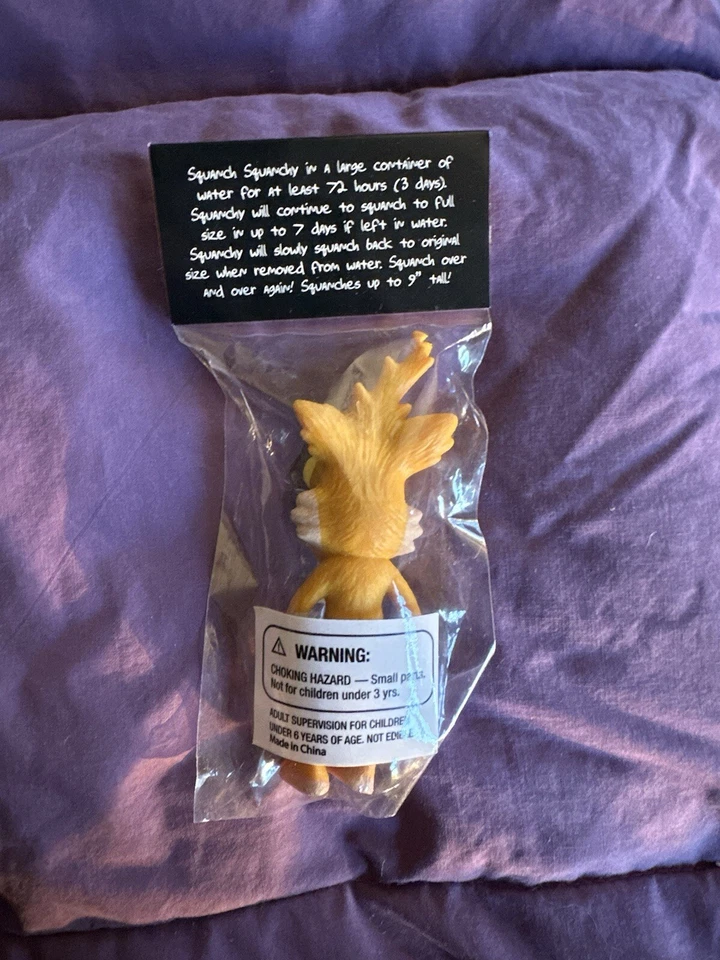 Squanch Squanchy in a large container of
water for at least 72 hours (3 days).
Squanchy will continue to squanch to full
size in up to 7 days if left in water.
Squanchy will slowly squanch back to original
size when removed from water. Squanch over
and over again! Squanches up to 9" tall!
⚠ WARNING:
CHOKING HAZARD — Small parts.
Not for children under 3 yrs.
ADULT SUPERVISION FOR CHILDREN
UNDER 6 YEARS OF AGE. NOT EDIBLE.
Made in China